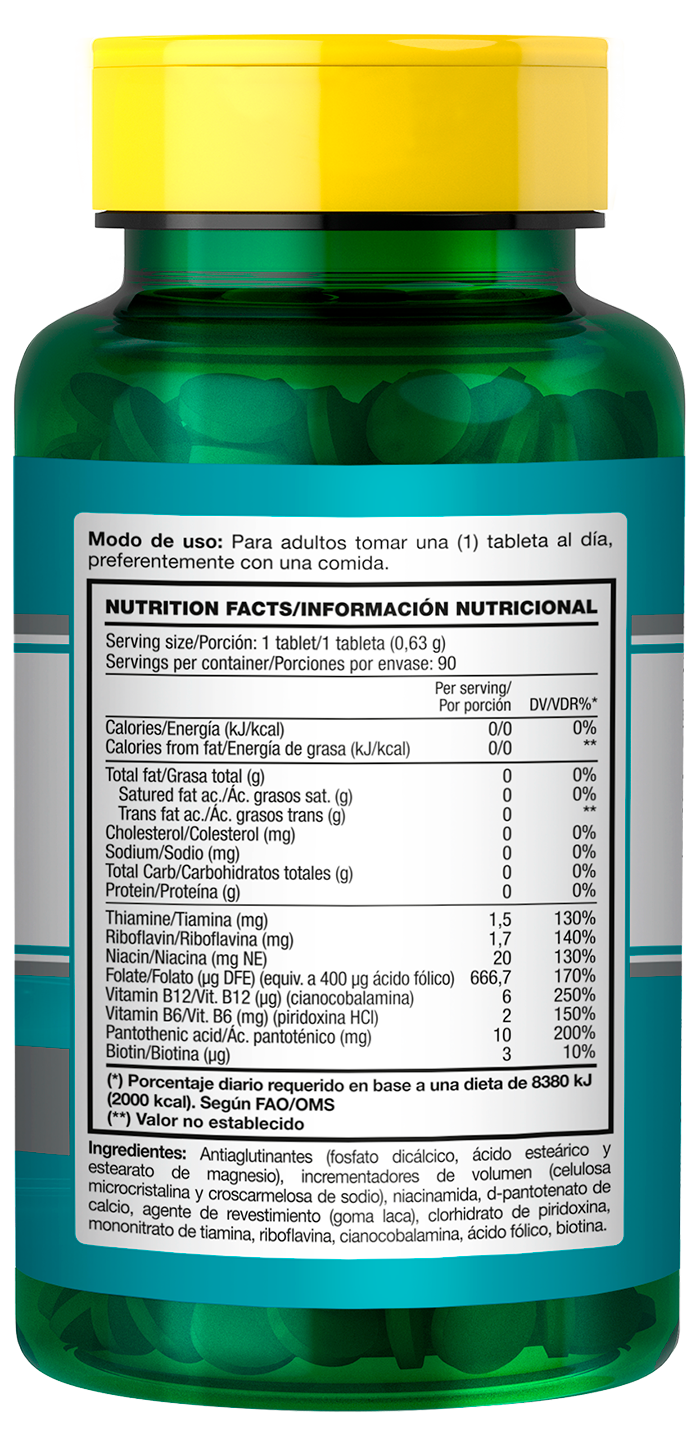 Modo de uso: Para adultos tomar una (1) tableta al día,
preferentemente con una comida.
NUTRITION FACTS/INFORMACIÓN NUTRICIONAL
Serving size/Porción: 1 tablet/1 tableta (0,63 g)
Servings per container/Porciones por envase: 90
Per serving/
Por porción DV/VDR%*
Calories/Energía (kJ/kcal) 0/0 0%
Calories from fat/Energía de grasa (kJ/kcal) 0/0 **
Total fat/Grasa total (g) 0 0%
Satured fat ac./Ác. grasos sat. (g) 0 0%
Trans fat ac./Ác. grasos trans (g) 0 **
Cholesterol/Colesterol (mg) 0 0%
Sodium/Sodio (mg) 0 0%
Total Carb/Carbohidratos totales (g) 0 0%
Protein/Proteína (g) 0 0%
Thiamine/Tiamina (mg) 1,5 130%
Riboflavin/Riboflavina (mg) 1,7 140%
Niacin/Niacina (mg NE) 20 130%
Folate/Folato (µg DFE) (equiv. a 400 µg ácido fólico) 666,7 170%
Vitamin B12/Vit. B12 (µg) (cianocobalamina) 6 250%
Vitamin B6/Vit. B6 (mg) (piridoxina HCl) 2 150%
Pantothenic acid/Ác. pantoténico (mg) 10 200%
Biotin/Biotina (µg) 3 10%
(*) Porcentaje diario requerido en base a una dieta de 8380 kJ
(2000 kcal). Según FAO/OMS
(**) Valor no establecido
Ingredientes: Antiaglutinantes (fosfato dicálcico, ácido esteárico y
estearato de magnesio), incrementadores de volumen (celulosa
microcristalina y croscarmelosa de sodio), niacinamida, d-pantotenato de
calcio, agente de revestimiento (goma laca), clorhidrato de piridoxina,
mononitrato de tiamina, riboflavina, cianocobalamina, ácido fólico, biotina.